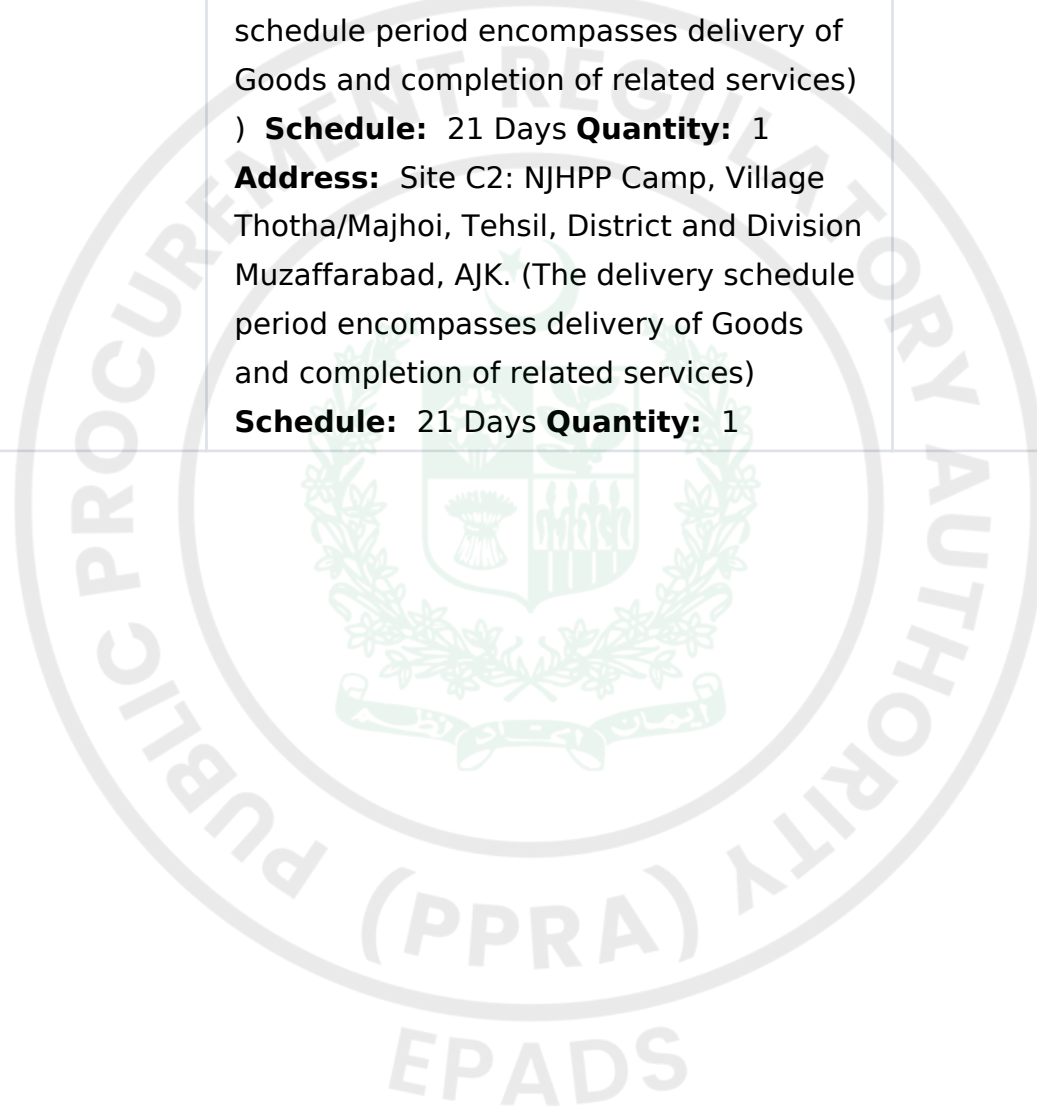 schedule period encompasses delivery of
Goods and completion of related services)
) Schedule: 21 Days Quantity: 1
Address: Site C2: NJHPP Camp, Village
Thotha/Majhoi, Tehsil, District and Division
Muzaffarabad, AJK. (The delivery schedule
period encompasses delivery of Goods
and completion of related services)
Schedule: 21 Days Quantity: 1
PUBLIC PROCUREMENT REGULATORY AUTHORITY
(PPRA)
EPADS